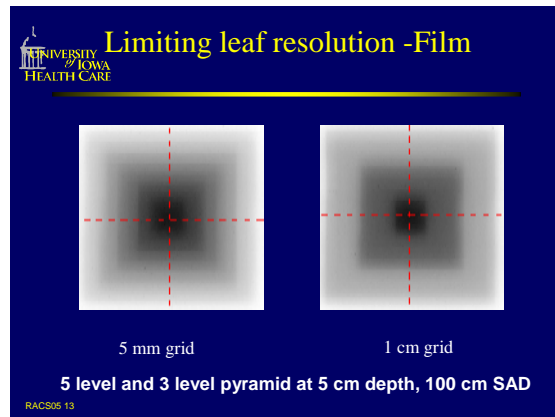 Limiting leaf resolution -Film
UNIVERSITY
of IOWA
HEALTH CARE
5 mm grid
1 cm grid
5 level and 3 level pyramid at 5 cm depth, 100 cm SAD
RACS05 13